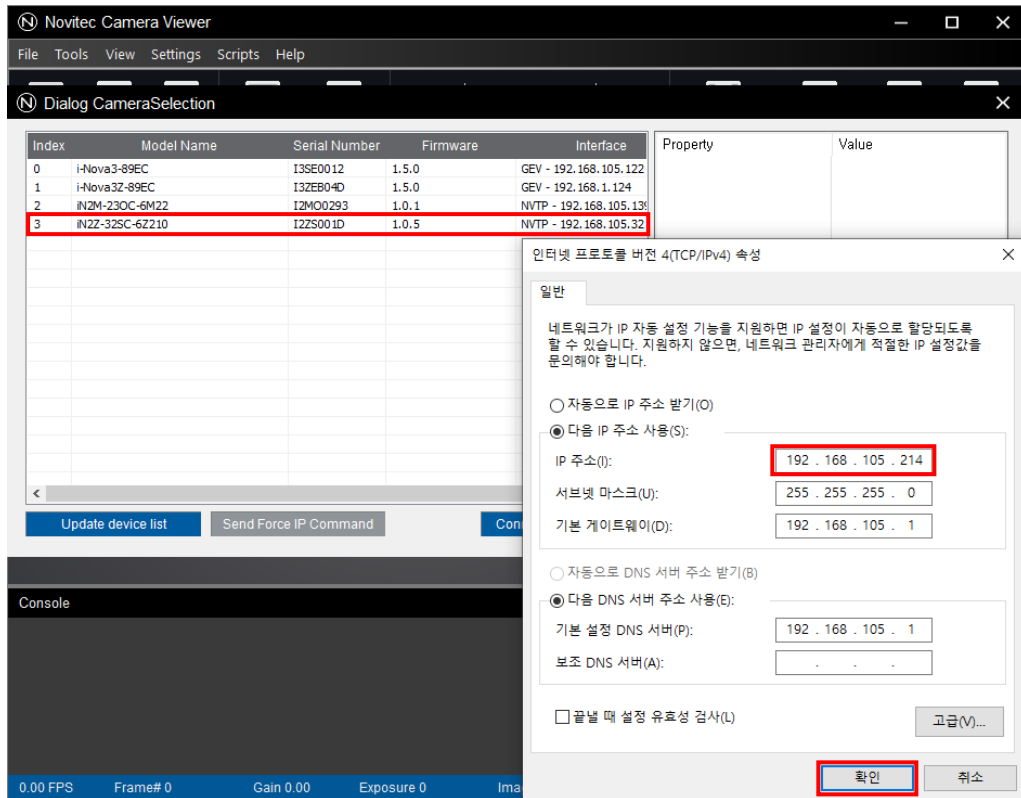 Novitec Camera Viewer
File Tools View Settings Scripts Help
Dialog CameraSelection
Index Model Name Serial Number Firmware Interface
0 i-Nova3-89EC I3SE0012 1.5.0 GEV - 192.168.105.122
1 i-Nova3Z-89EC I3ZEB04D 1.5.0 GEV - 192.168.1.124
2 iN2M-23OC-6M22 I2MO0293 1.0.1 NVTP - 192.168.105.139
3 iN2Z-32SC-6Z210 I2ZS001D 1.0.5 NVTP - 192.168.105.32
Property Value
Update device list Send Force IP Command Con
Console
0.00 FPS Frame# 0 Gain 0.00 Exposure 0 Ima
인터넷 프로토콜 버전 4(TCP/IPv4) 속성
일반
네트워크가 IP 자동 설정 기능을 지원하면 IP 설정이 자동으로 할당되도록
할 수 있습니다. 지원하지 않으면, 네트워크 관리자에게 적절한 IP 설정값을
문의해야 합니다.
자동으로 IP 주소 받기(O)
다음 IP 주소 사용(S):
IP 주소(I): 192 . 168 . 105 . 214
서브넷 마스크(U): 255 . 255 . 255 . 0
기본 게이트웨이(D): 192 . 168 . 105 . 1
자동으로 DNS 서버 주소 받기(B)
다음 DNS 서버 주소 사용(E):
기본 설정 DNS 서버(P): 192 . 168 . 105 . 1
보조 DNS 서버(A): . . .
끝낼 때 설정 유효성 검사(L)
고급(V)...
확인 취소